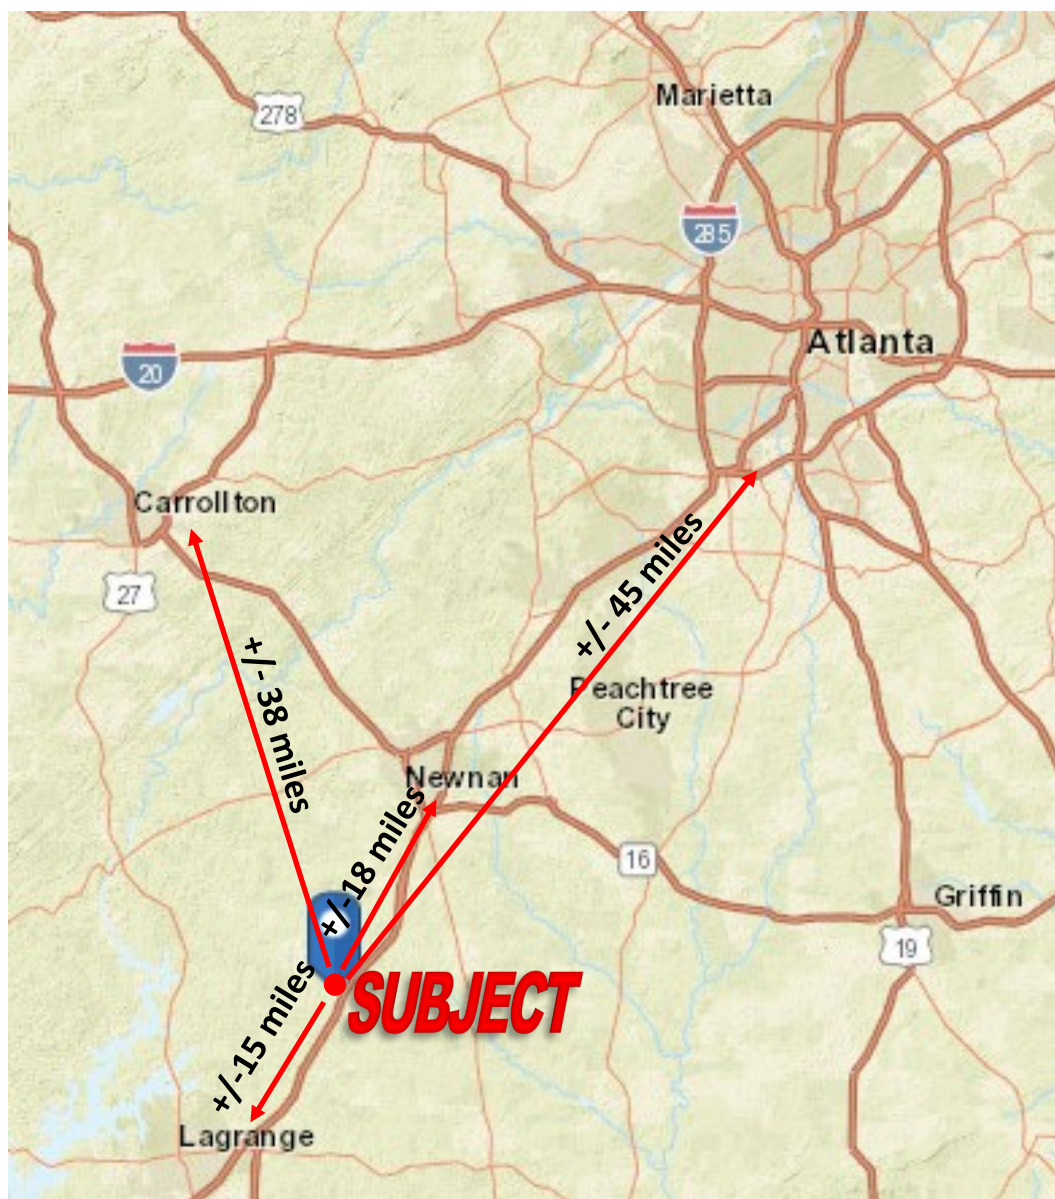 Marietta
278
285
Atlanta
20
Carrollton
27
+/- 45 miles
+/- 38 miles
Peachtree
City
Newnan
+/-18 miles
16
Griffin
19
+/-15 miles
SUBJECT
Lagrange